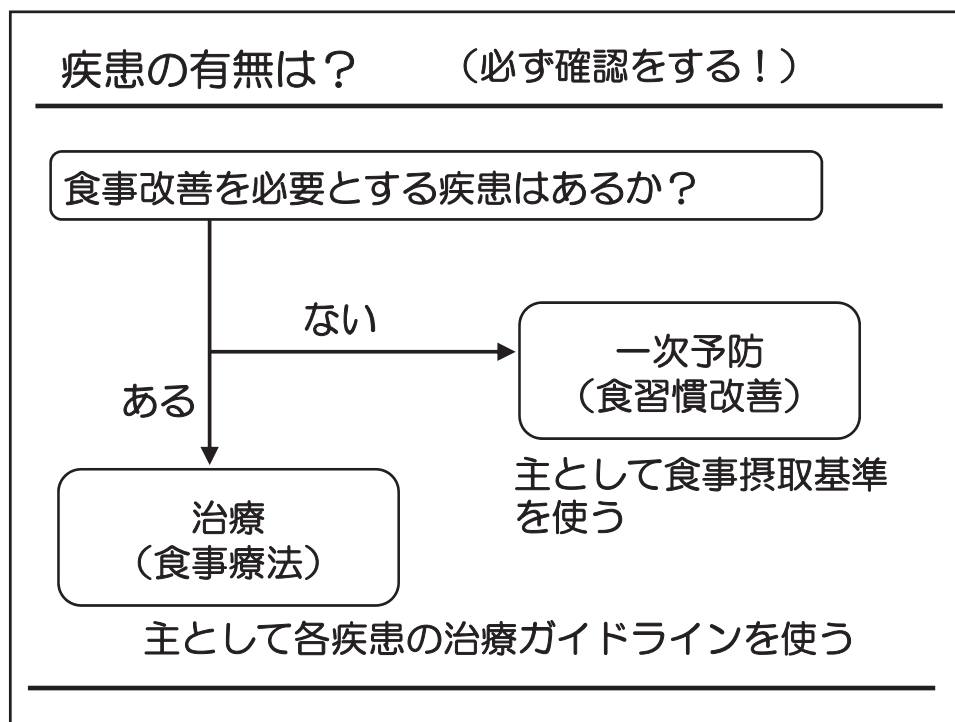 疾患の有無は？　（必ず確認をする！）
食事改善を必要とする疾患はあるか？
ない
一次予防
（食習慣改善）
ある
主として食事摂取基準
を使う
治療
（食事療法）
主として各疾患の治療ガイドラインを使う